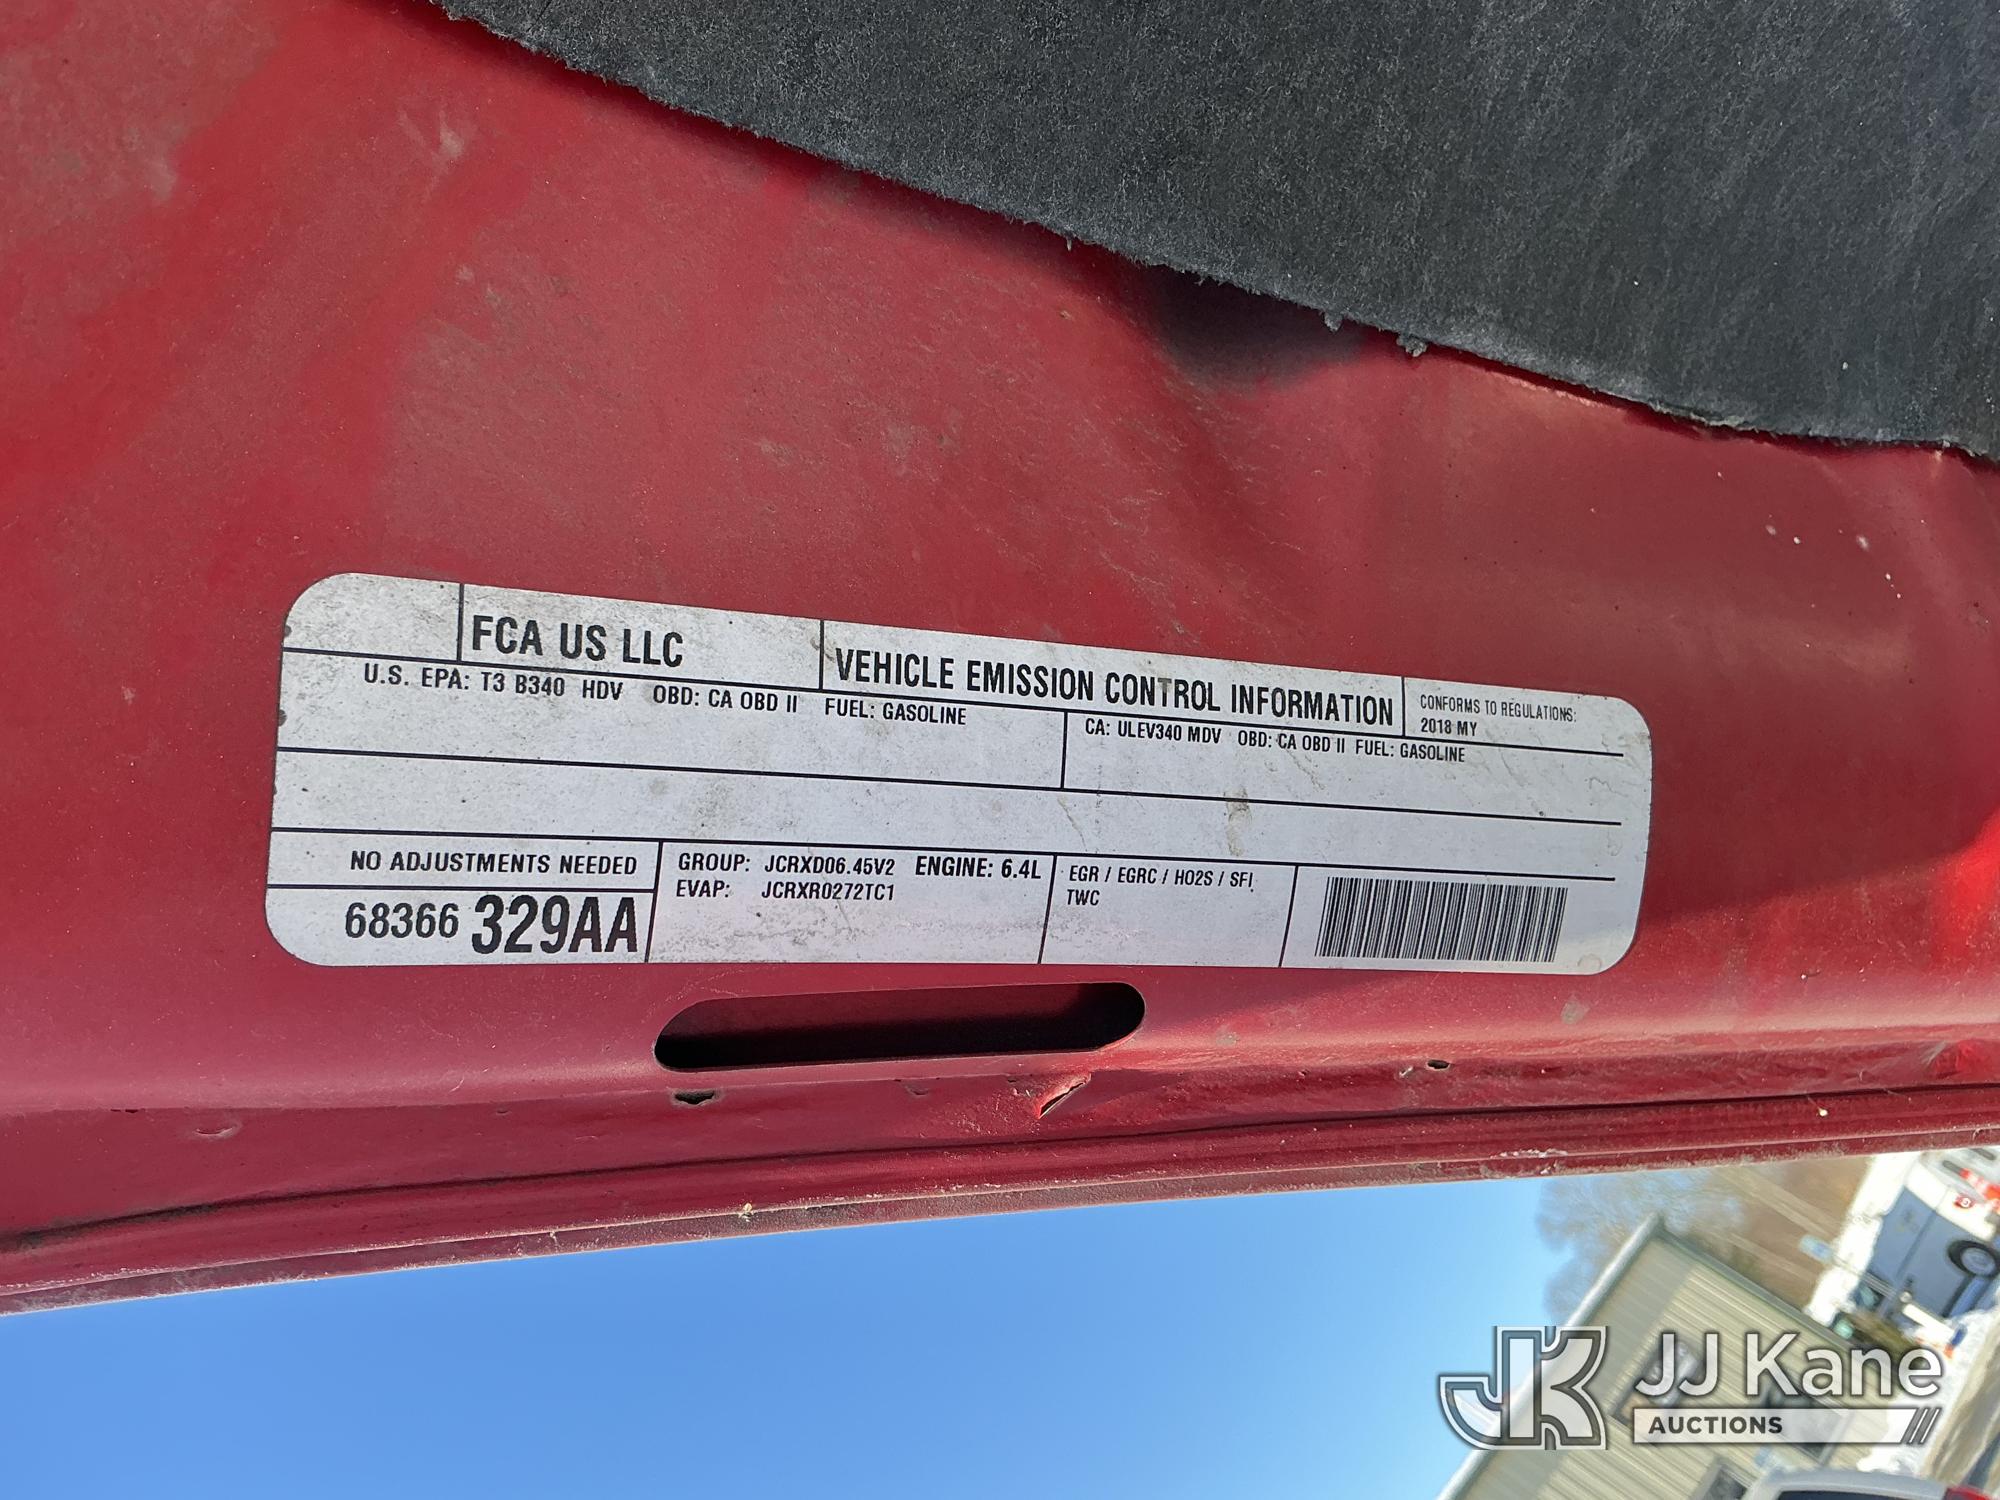 FCA US LLC
VEHICLE EMISSION CONTROL INFORMATION
CONFORMS TO REGULATIONS:
2018 MY
U.S. EPA: T3 B340 HDV OBD: CA OBD II FUEL: GASOLINE
CA: ULEV340 MDV OBD: CA OBD II FUEL: GASOLINE
NO ADJUSTMENTS NEEDED
68366 329AA
GROUP: JCRXD06.45V2 ENGINE: 6.4L
EVAP: JCRXR0272TC1
EGR / EGRC / HO2S / SFI
TWC
JK
JJ Kane
AUCTIONS